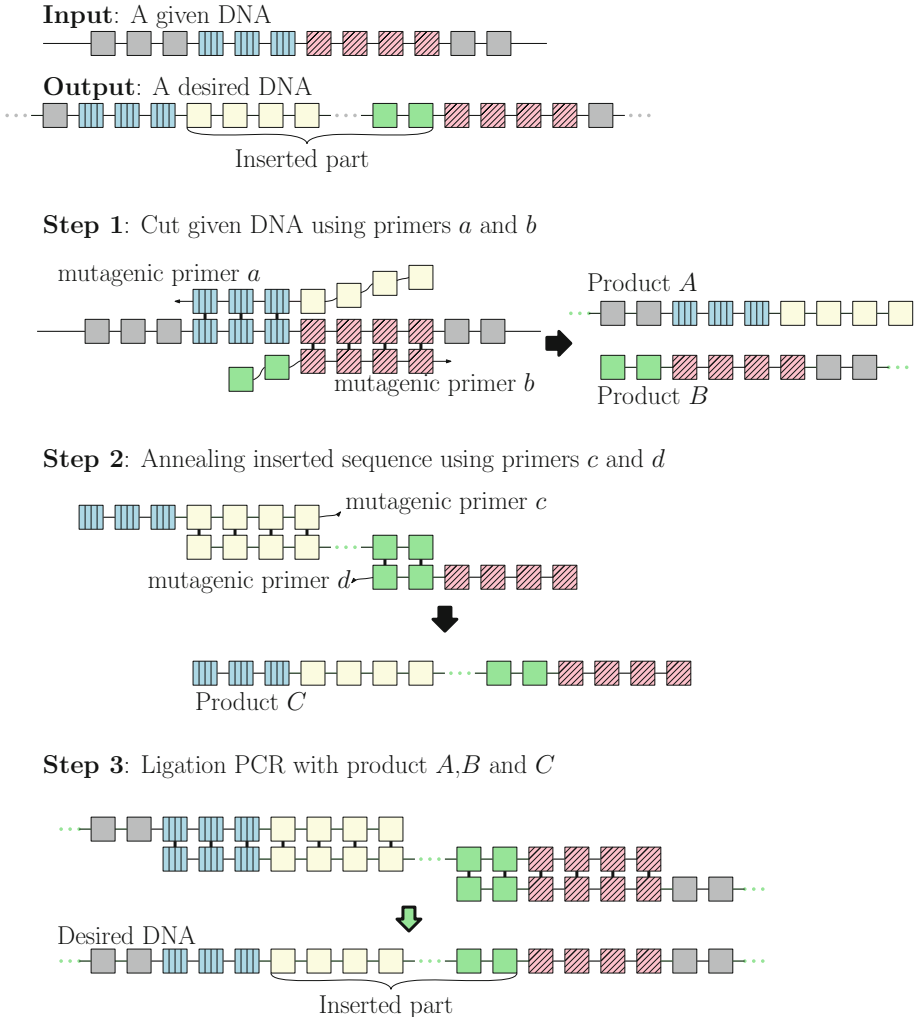 Input: A given DNA
Output: A desired DNA
Inserted part
Step 1: Cut given DNA using primers a and b
mutagenic primer a
mutagenic primer b
Product A
Product B
Step 2: Annealing inserted sequence using primers c and d
mutagenic primer c
mutagenic primer d
Product C
Step 3: Ligation PCR with product A,B and C
Desired DNA
Inserted part